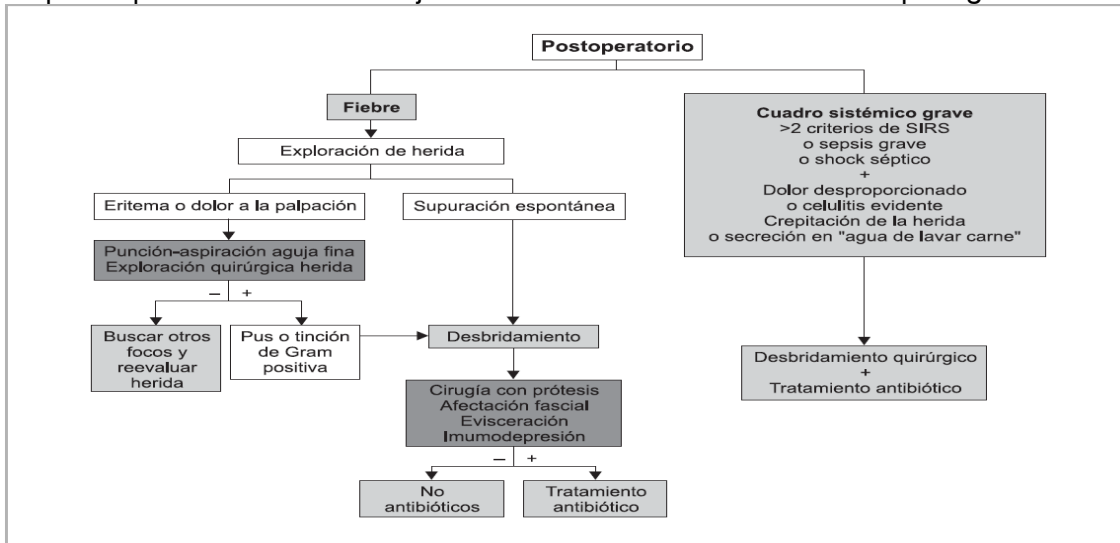 Postoperatorio
Fiebre
Exploración de herida
Eritema o dolor a la palpación
Supuración espontánea
Punción-aspiración aguja fina
Exploración quirúrgica herida
– +
Buscar otros
focos y
reevaluar
herida
Pus o tinción
de Gram
positiva
Desbridamiento
Cirugía con prótesis
Afectación fascial
Evisceración
Imumodepresión
– +
No
antibióticos
Tratamiento
antibiótico
Cuadro sistémico grave
>2 criterios de SIRS
o sepsis grave
o shock séptico
+
Dolor desproporcionado
o celulitis evidente
Crepitación de la herida
o secreción en "agua de lavar carne"
Desbridamiento quirúrgico
+
Tratamiento antibiótico